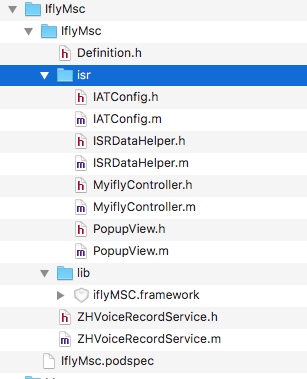 IflyMsc
IflyMsc
Definition.h
isr
IATConfig.h
IATConfig.m
ISRDataHelper.h
ISRDataHelper.m
MyiflyController.h
MyiflyController.m
PopupView.h
PopupView.m
lib
iflyMSC.framework
ZHVoiceRecordService.h
ZHVoiceRecordService.m
IflyMsc.podspec